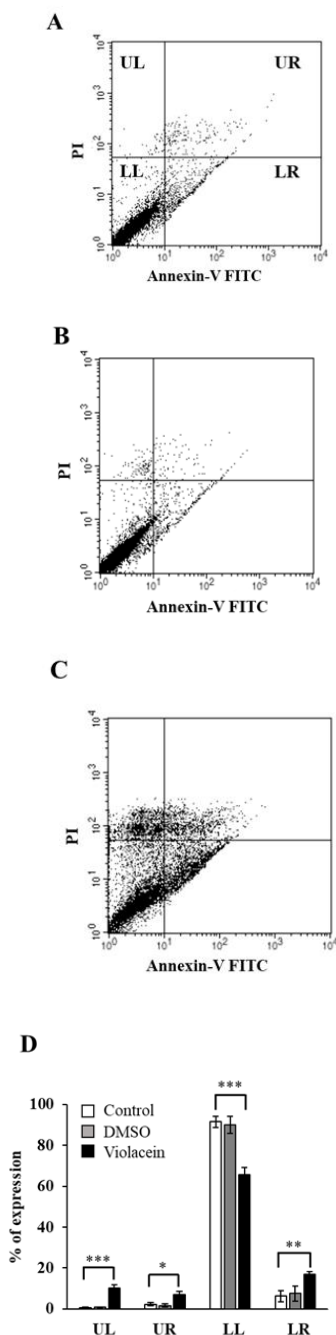 A
10⁴
10³
10²
10¹
10⁰
PI
UL UR
LL LR
10⁰ 10¹ 10² 10³ 10⁴
Annexin-V FITC
B
10⁴
10³
10²
10¹
10⁰
PI
10⁰ 10¹ 10² 10³ 10⁴
Annexin-V FITC
C
10⁴
10³
10²
10¹
10⁰
PI
10⁰ 10¹ 10² 10³ 10⁴
Annexin-V FITC
D
% of expression
100
80
60
40
20
0
Control
DMSO
Violacein
*** * *** **
UL UR LL LR